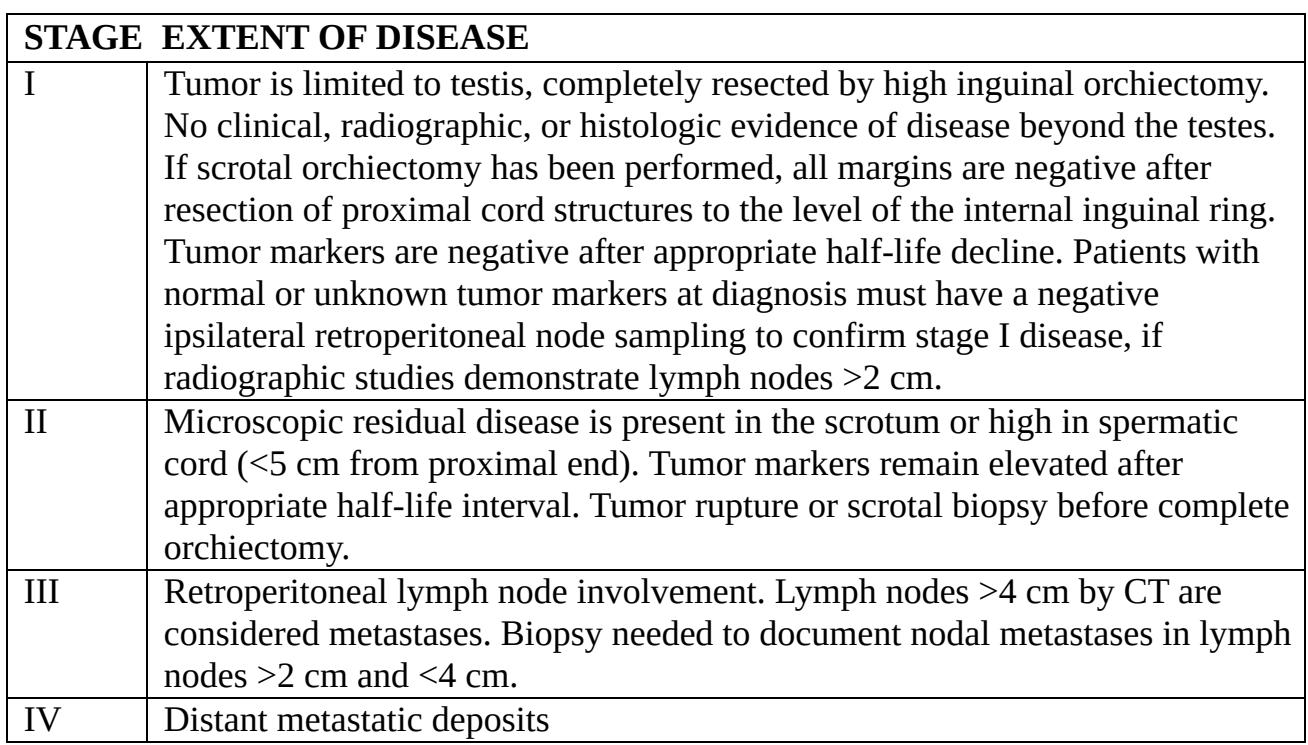 STAGE EXTENT OF DISEASE
I Tumor is limited to testis, completely resected by high inguinal orchiectomy.
No clinical, radiographic, or histologic evidence of disease beyond the testes.
If scrotal orchiectomy has been performed, all margins are negative after
resection of proximal cord structures to the level of the internal inguinal ring.
Tumor markers are negative after appropriate half-life decline. Patients with
normal or unknown tumor markers at diagnosis must have a negative
ipsilateral retroperitoneal node sampling to confirm stage I disease, if
radiographic studies demonstrate lymph nodes >2 cm.
II Microscopic residual disease is present in the scrotum or high in spermatic
cord (<5 cm from proximal end). Tumor markers remain elevated after
appropriate half-life interval. Tumor rupture or scrotal biopsy before complete
orchiectomy.
III Retroperitoneal lymph node involvement. Lymph nodes >4 cm by CT are
considered metastases. Biopsy needed to document nodal metastases in lymph
nodes >2 cm and <4 cm.
IV Distant metastatic deposits